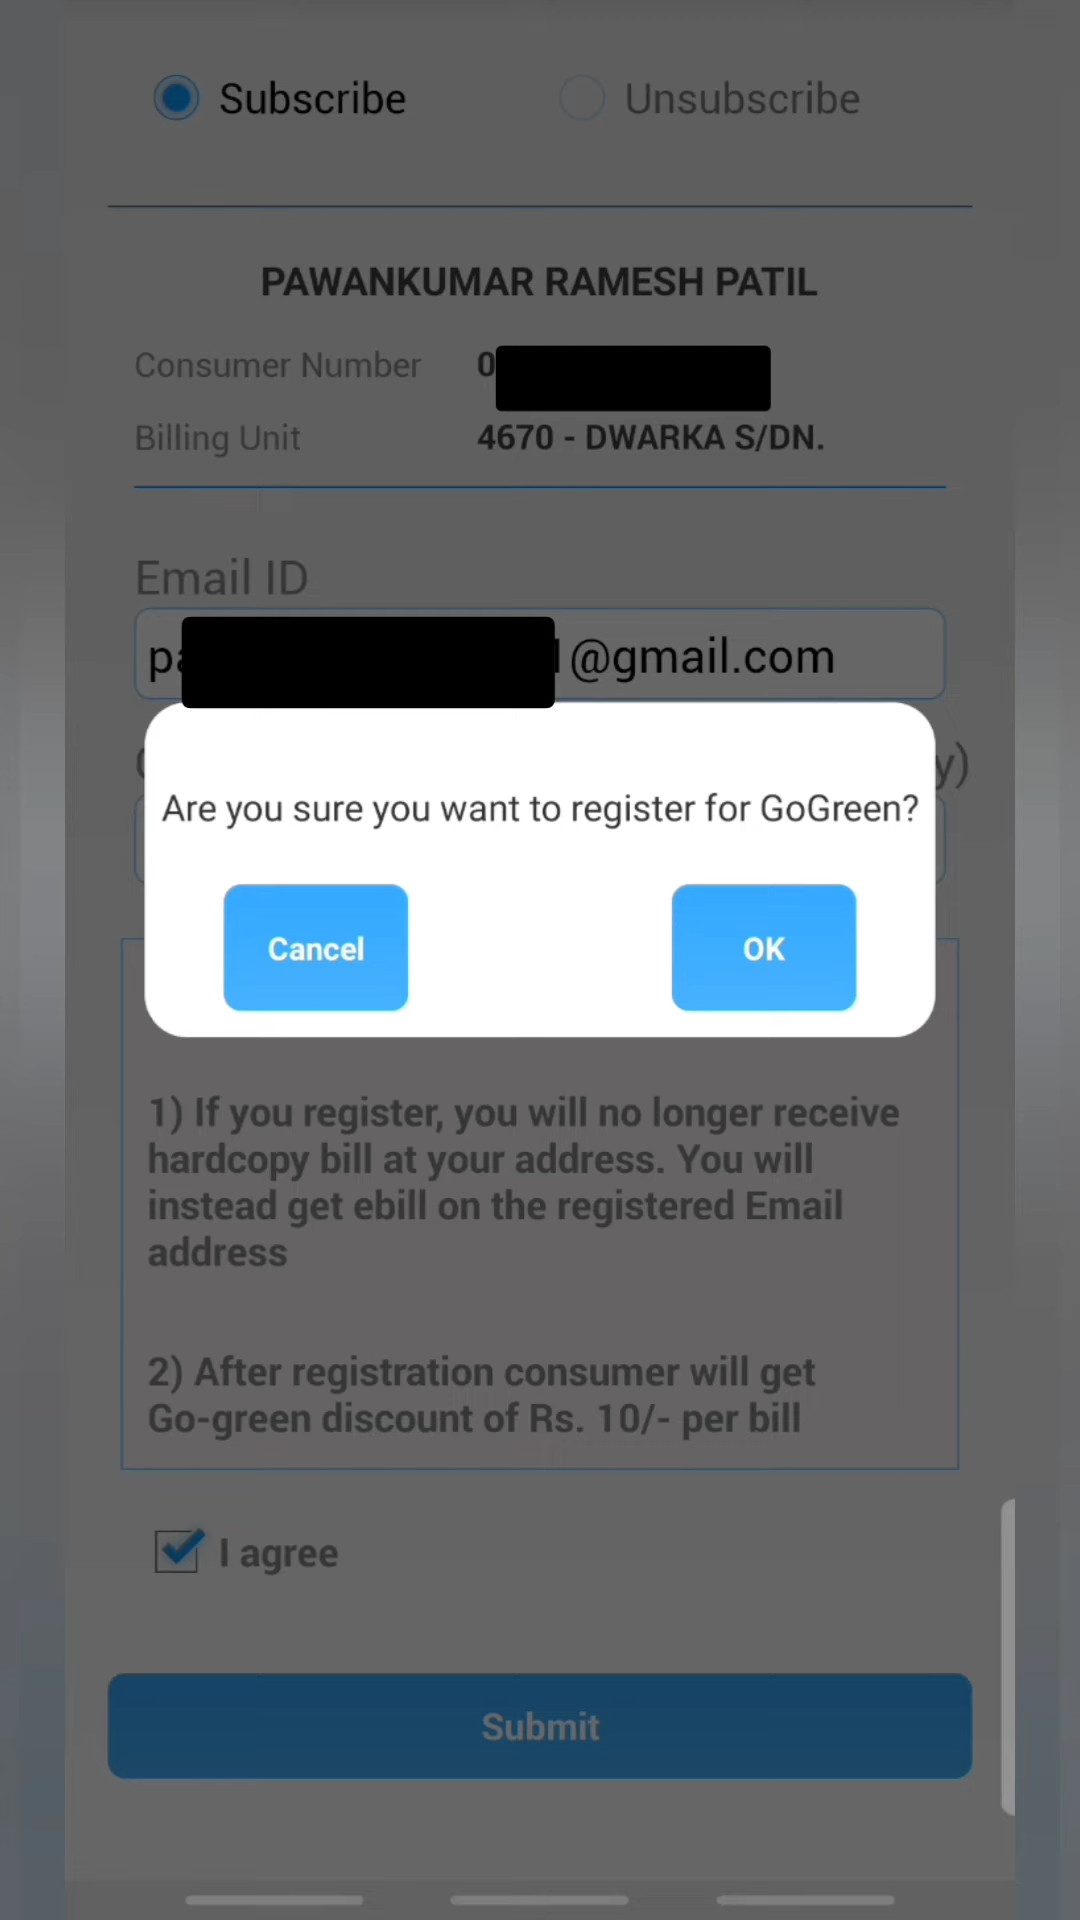 Subscribe Unsubscribe
PAWANKUMAR RAMESH PATIL
Consumer Number 0
Billing Unit 4670 - DWARKA S/DN.
Email ID
pa 1@gmail.com
Are you sure you want to register for GoGreen?
Cancel OK
1) If you register, you will no longer receive
hardcopy bill at your address. You will
instead get ebill on the registered Email
address
2) After registration consumer will get
Go-green discount of Rs. 10/- per bill
I agree
Submit